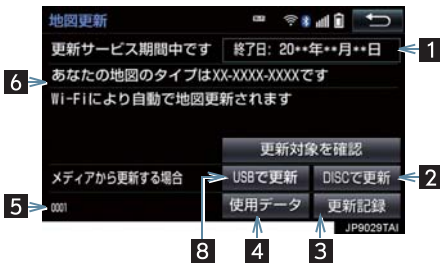 地図更新
更新サービス期間中です 終了日: 20**年**月**日 1
6 あなたの地図のタイプはXX-XXXX-XXXXです
Wi-Fiにより自動で地図更新されます
更新対象を確認
メディアから更新する場合 USBで更新 DISCで更新 2
5 0001 使用データ 更新記録
JP9029TAI
8 4 3